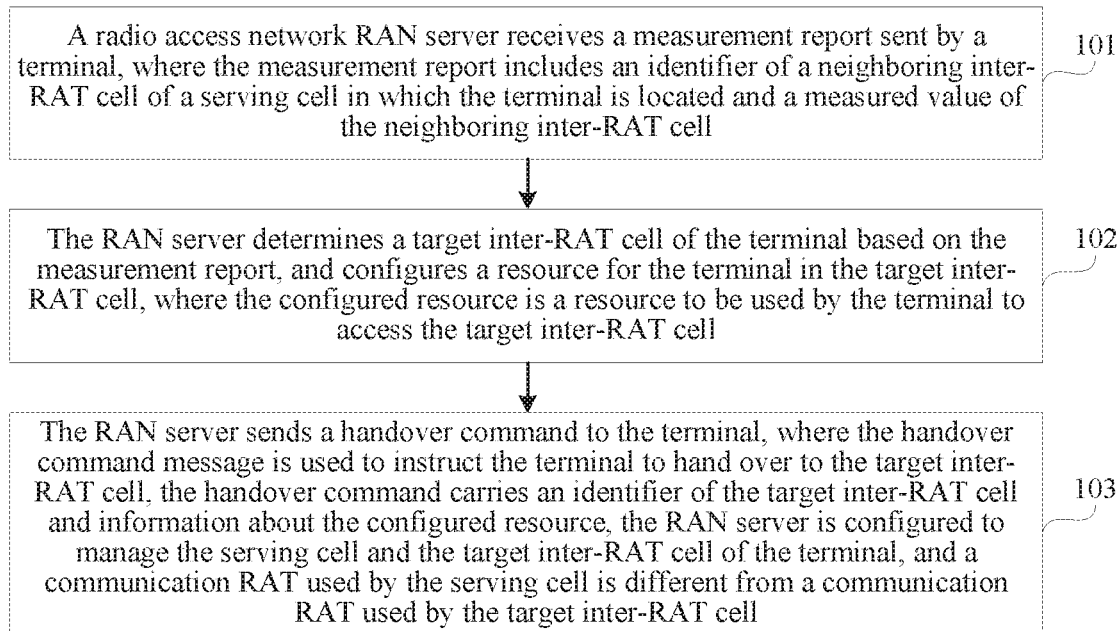 A radio access network RAN server receives a measurement report sent by a
terminal, where the measurement report includes an identifier of a neighboring inter-
RAT cell of a serving cell in which the terminal is located and a measured value of
the neighboring inter-RAT cell
101
The RAN server determines a target inter-RAT cell of the terminal based on the
measurement report, and configures a resource for the terminal in the target inter-
RAT cell, where the configured resource is a resource to be used by the terminal to
access the target inter-RAT cell
102
The RAN server sends a handover command to the terminal, where the handover
command message is used to instruct the terminal to hand over to the target inter-
RAT cell, the handover command carries an identifier of the target inter-RAT cell
and information about the configured resource, the RAN server is configured to
manage the serving cell and the target inter-RAT cell of the terminal, and a
communication RAT used by the serving cell is different from a communication
RAT used by the target inter-RAT cell
103